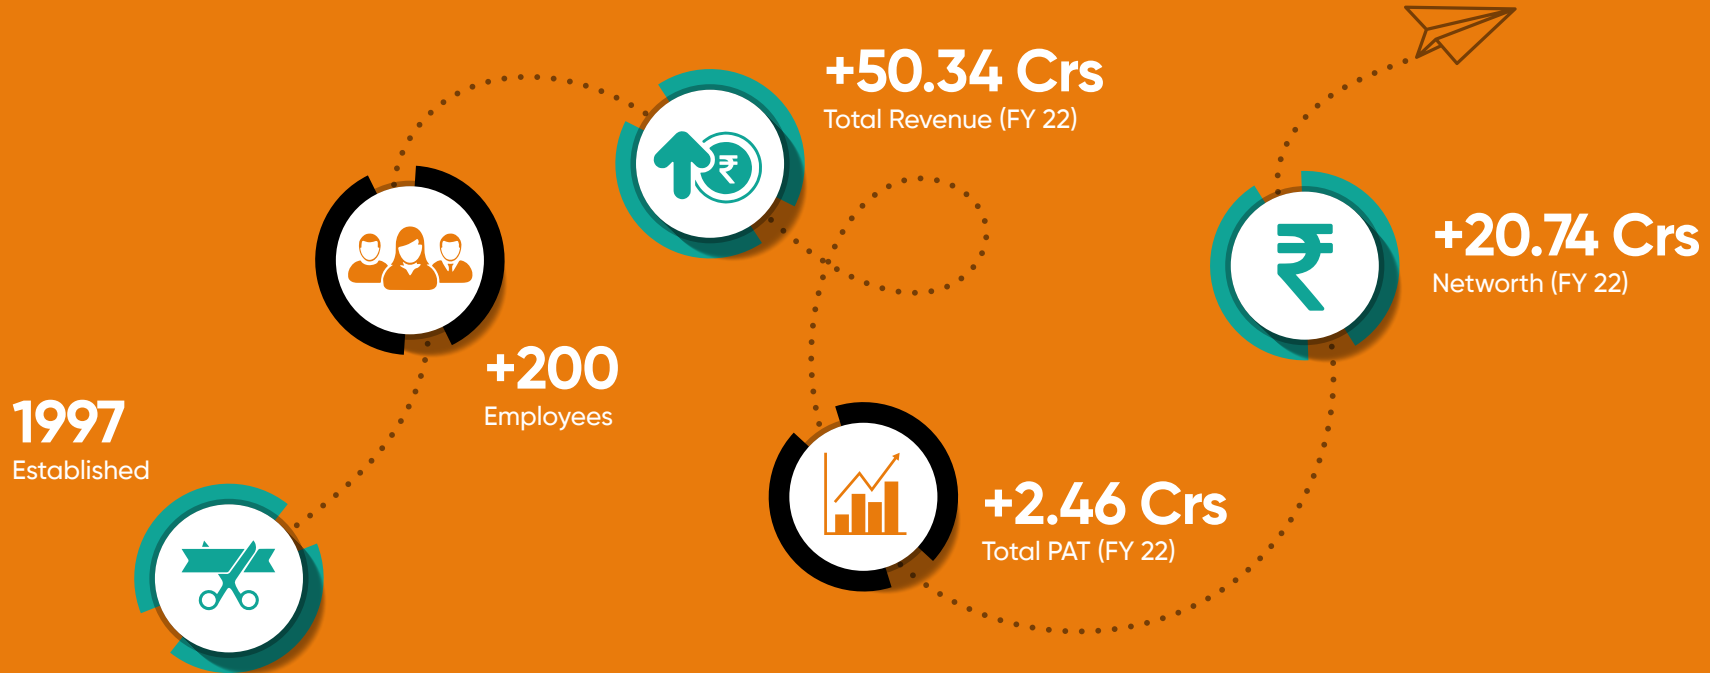 1997
Established
+200
Employees
+50.34 Crs
Total Revenue (FY 22)
₹
+2.46 Crs
Total PAT (FY 22)
₹
+20.74 Crs
Networth (FY 22)